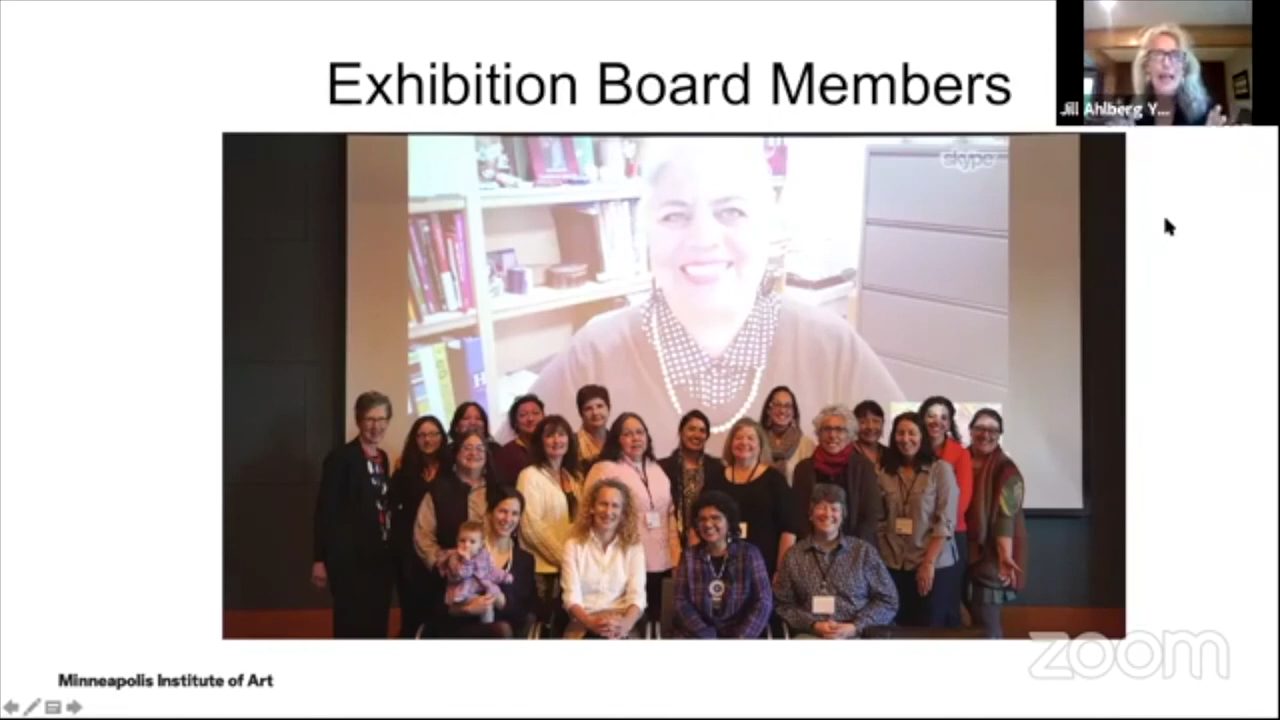 Exhibition Board Members
Jill Ahlberg Y...
skype
Minneapolis Institute of Art
zoom